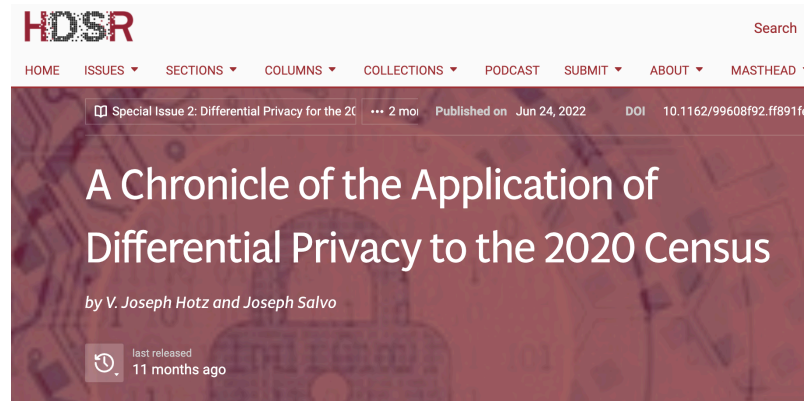 HDSR
Search
HOME ISSUES SECTIONS COLUMNS COLLECTIONS PODCAST SUBMIT ABOUT MASTHEAD
Special Issue 2: Differential Privacy for the 20 ••• 2 mo Published on Jun 24, 2022 DOI 10.1162/99608f92.ff891f
A Chronicle of the Application of
Differential Privacy to the 2020 Census
by V. Joseph Hotz and Joseph Salvo
last released
11 months ago